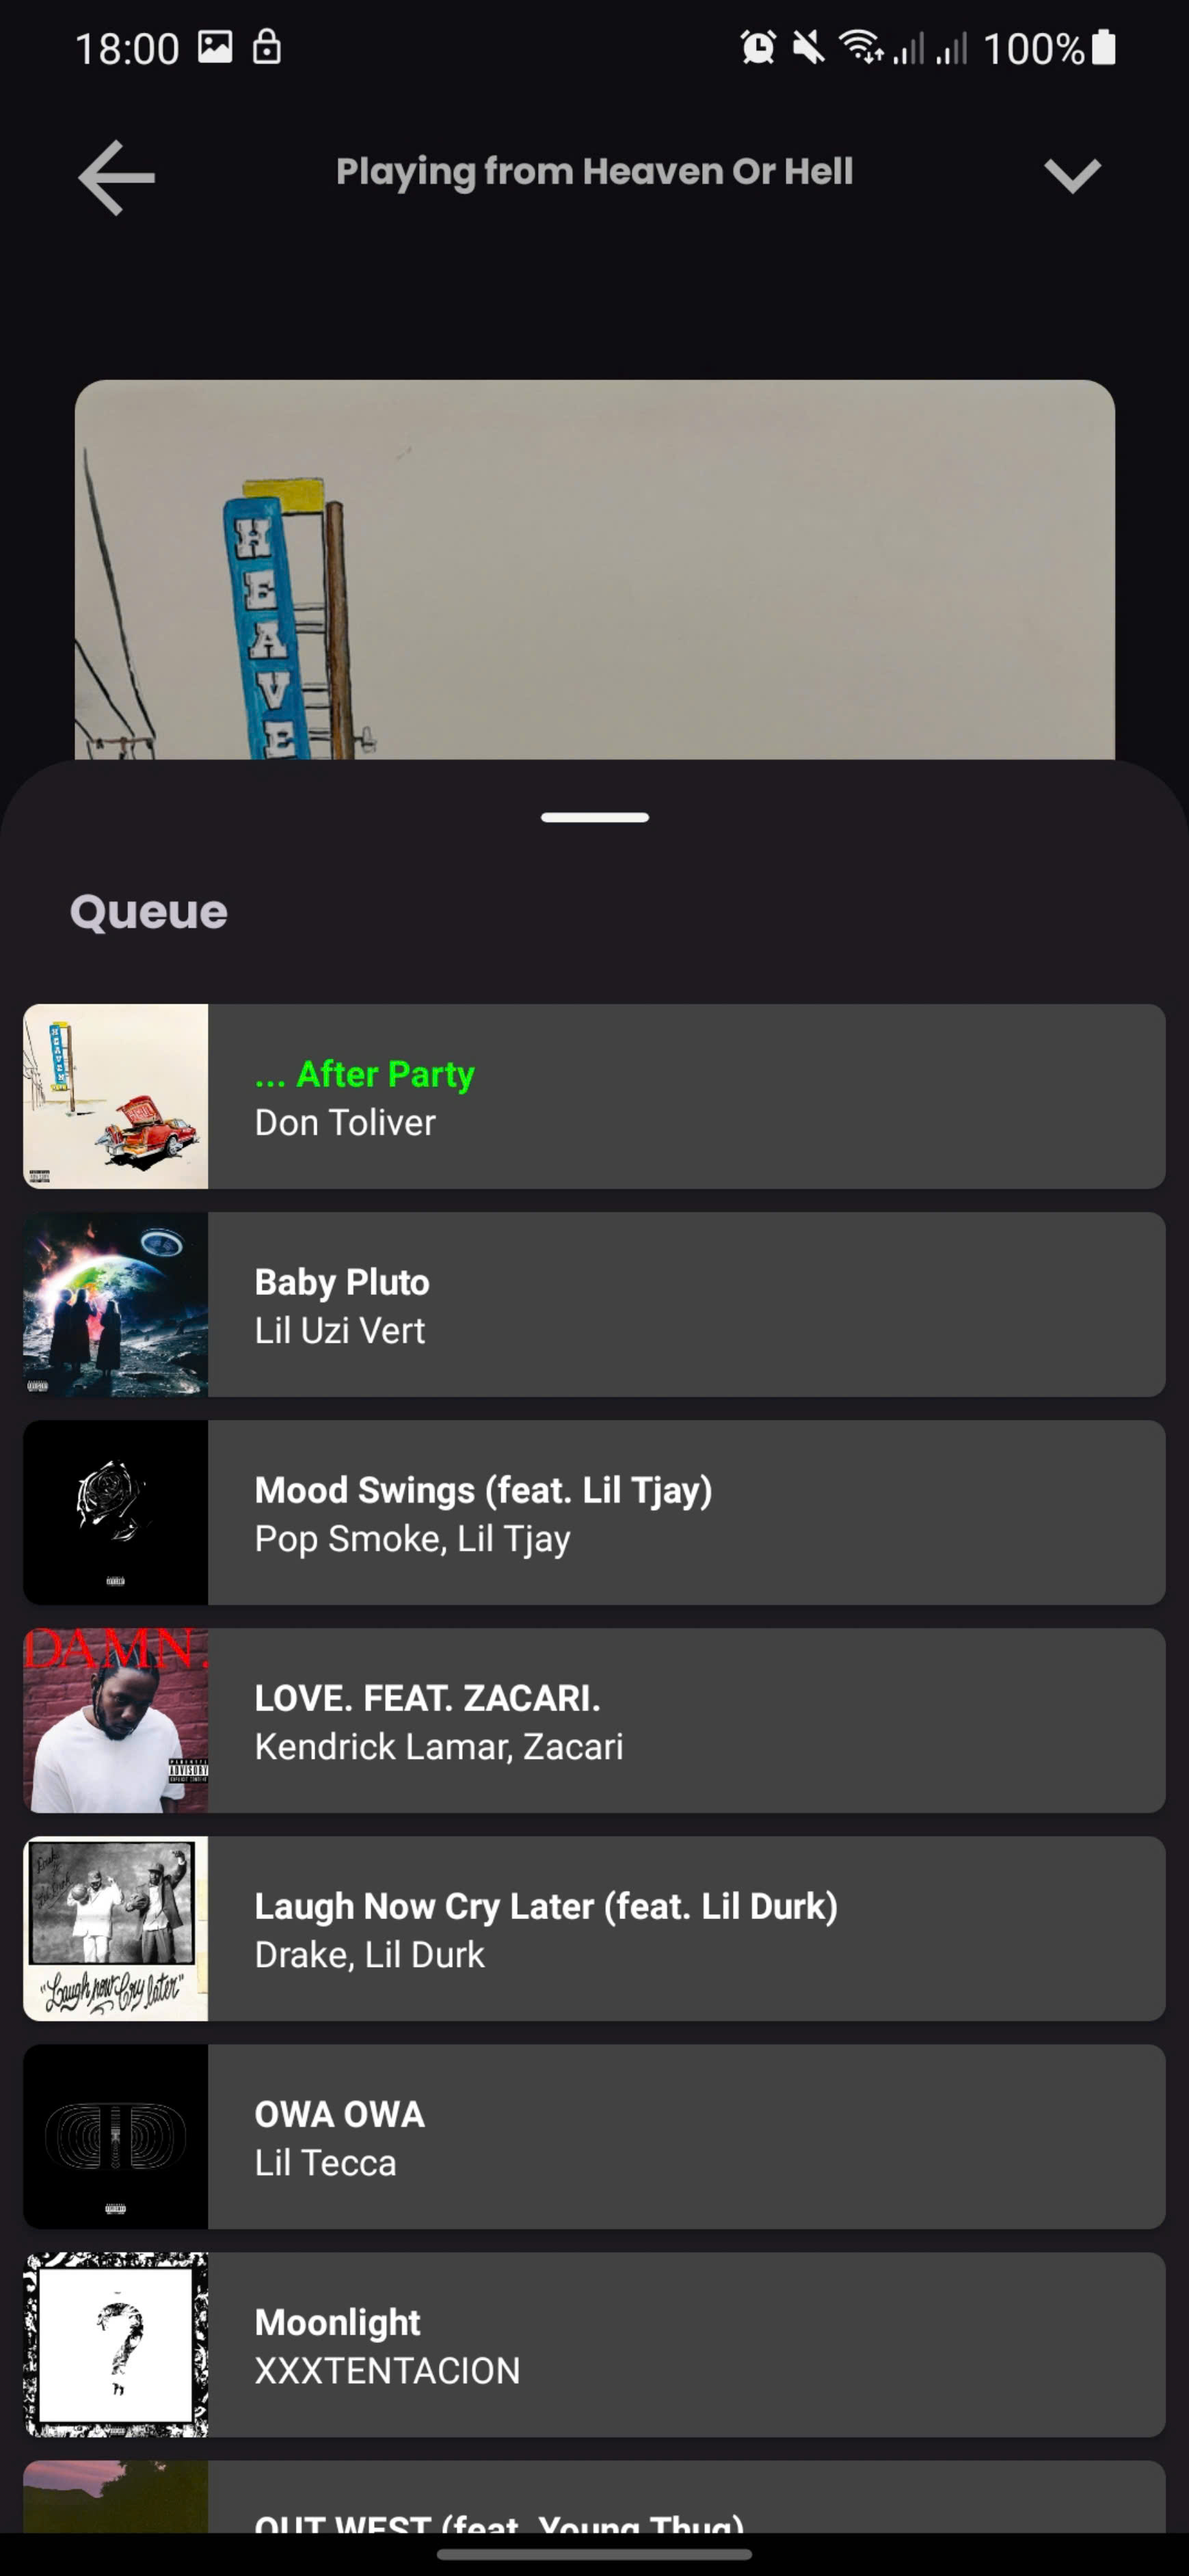 18:00
100%
Playing from Heaven Or Hell
HEAVE
Queue
... After Party
Don Toliver
Baby Pluto
Lil Uzi Vert
Mood Swings (feat. Lil Tjay)
Pop Smoke, Lil Tjay
DAMN.
ADVISORY
LOVE. FEAT. ZACARI.
Kendrick Lamar, Zacari
Laugh Now Cry Later (feat. Lil Durk)
Drake, Lil Durk
"Laugh now Cry later"
OWA OWA
Lil Tecca
Moonlight
XXXTENTACION
OUT WEST (feat. Young Thug)